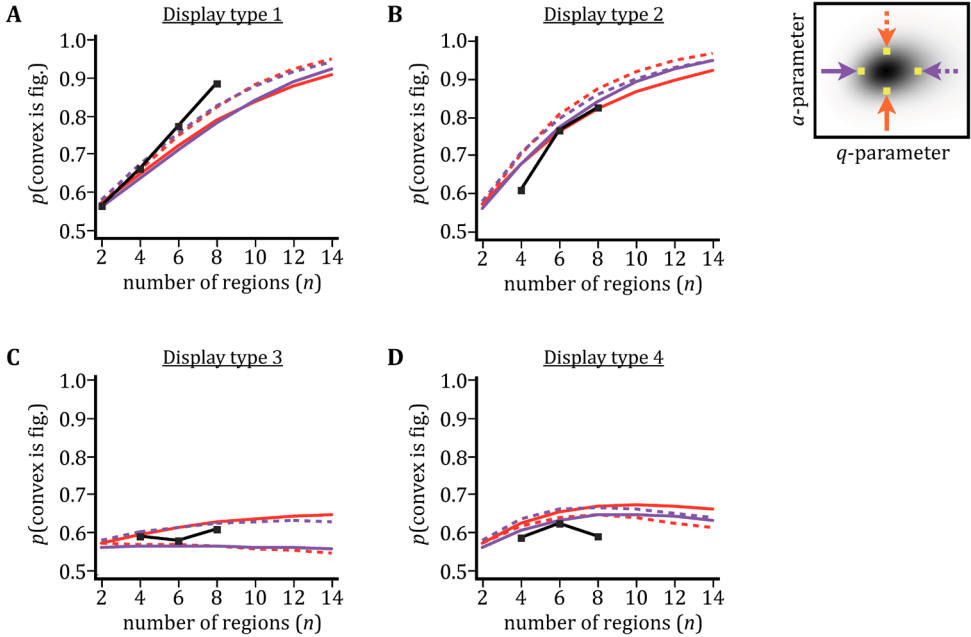 A
Display type 1
p(convex is fig.)
1.0
0.9
0.8
0.7
0.6
0.5
2 4 6 8 10 12 14
number of regions (n)
B
Display type 2
p(convex is fig.)
1.0
0.9
0.8
0.7
0.6
0.5
2 4 6 8 10 12 14
number of regions (n)
a-parameter
q-parameter
C
Display type 3
p(convex is fig.)
1.0
0.9
0.8
0.7
0.6
0.5
2 4 6 8 10 12 14
number of regions (n)
D
Display type 4
p(convex is fig.)
1.0
0.9
0.8
0.7
0.6
0.5
2 4 6 8 10 12 14
number of regions (n)